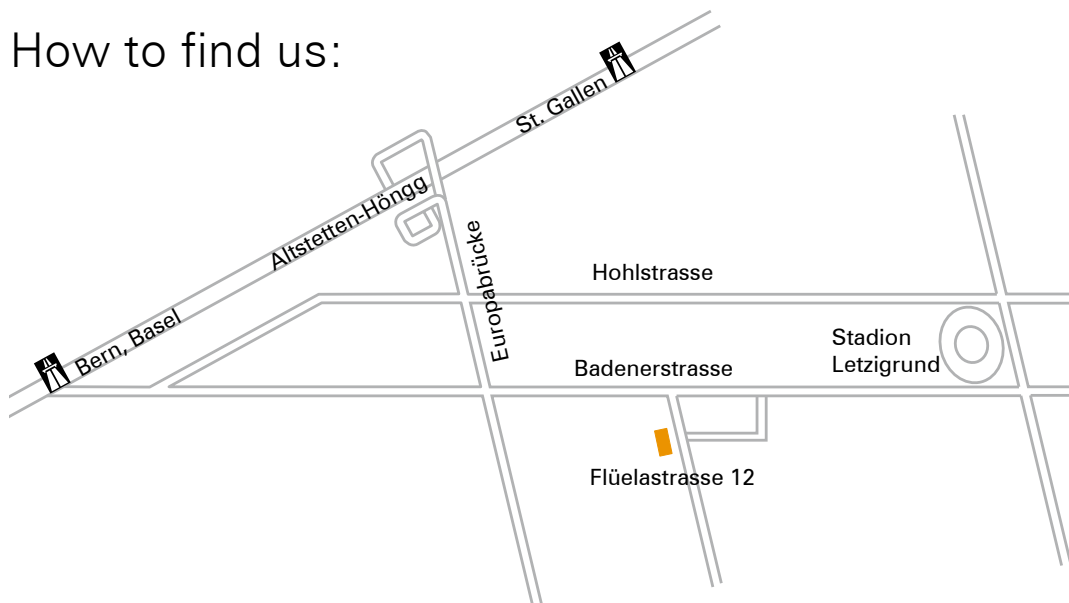 How to find us:
St. Gallen
Altstetten-Höngg
Europabrücke
Hohlstrasse
Bern, Basel
Stadion
Letzigrund
Badenerstrasse
Flüelastrasse 12